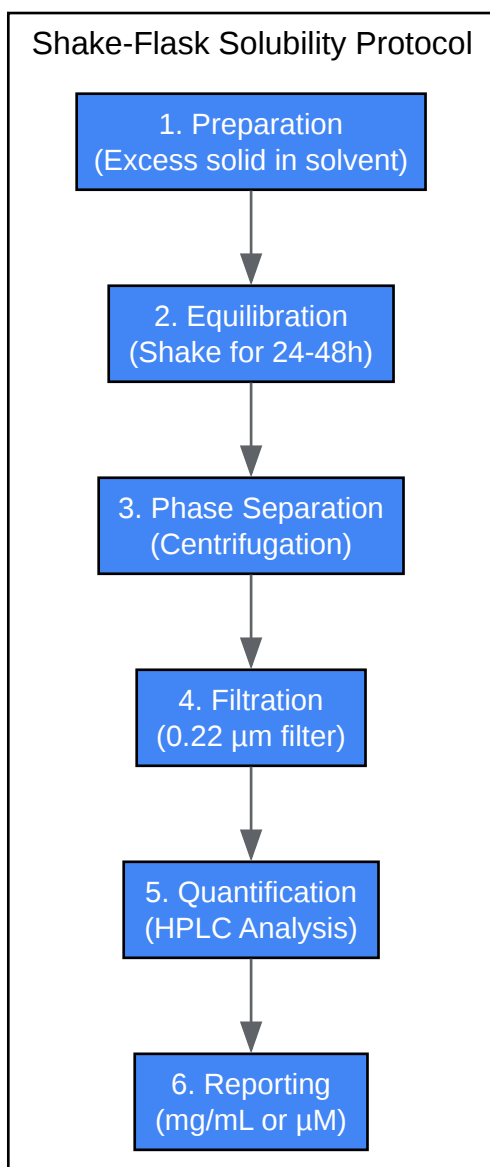 Shake-Flask Solubility Protocol
1. Preparation
(Excess solid in solvent)
2. Equilibration
(Shake for 24-48h)
3. Phase Separation
(Centrifugation)
4. Filtration
(0.22 µm filter)
5. Quantification
(HPLC Analysis)
6. Reporting
(mg/mL or µM)